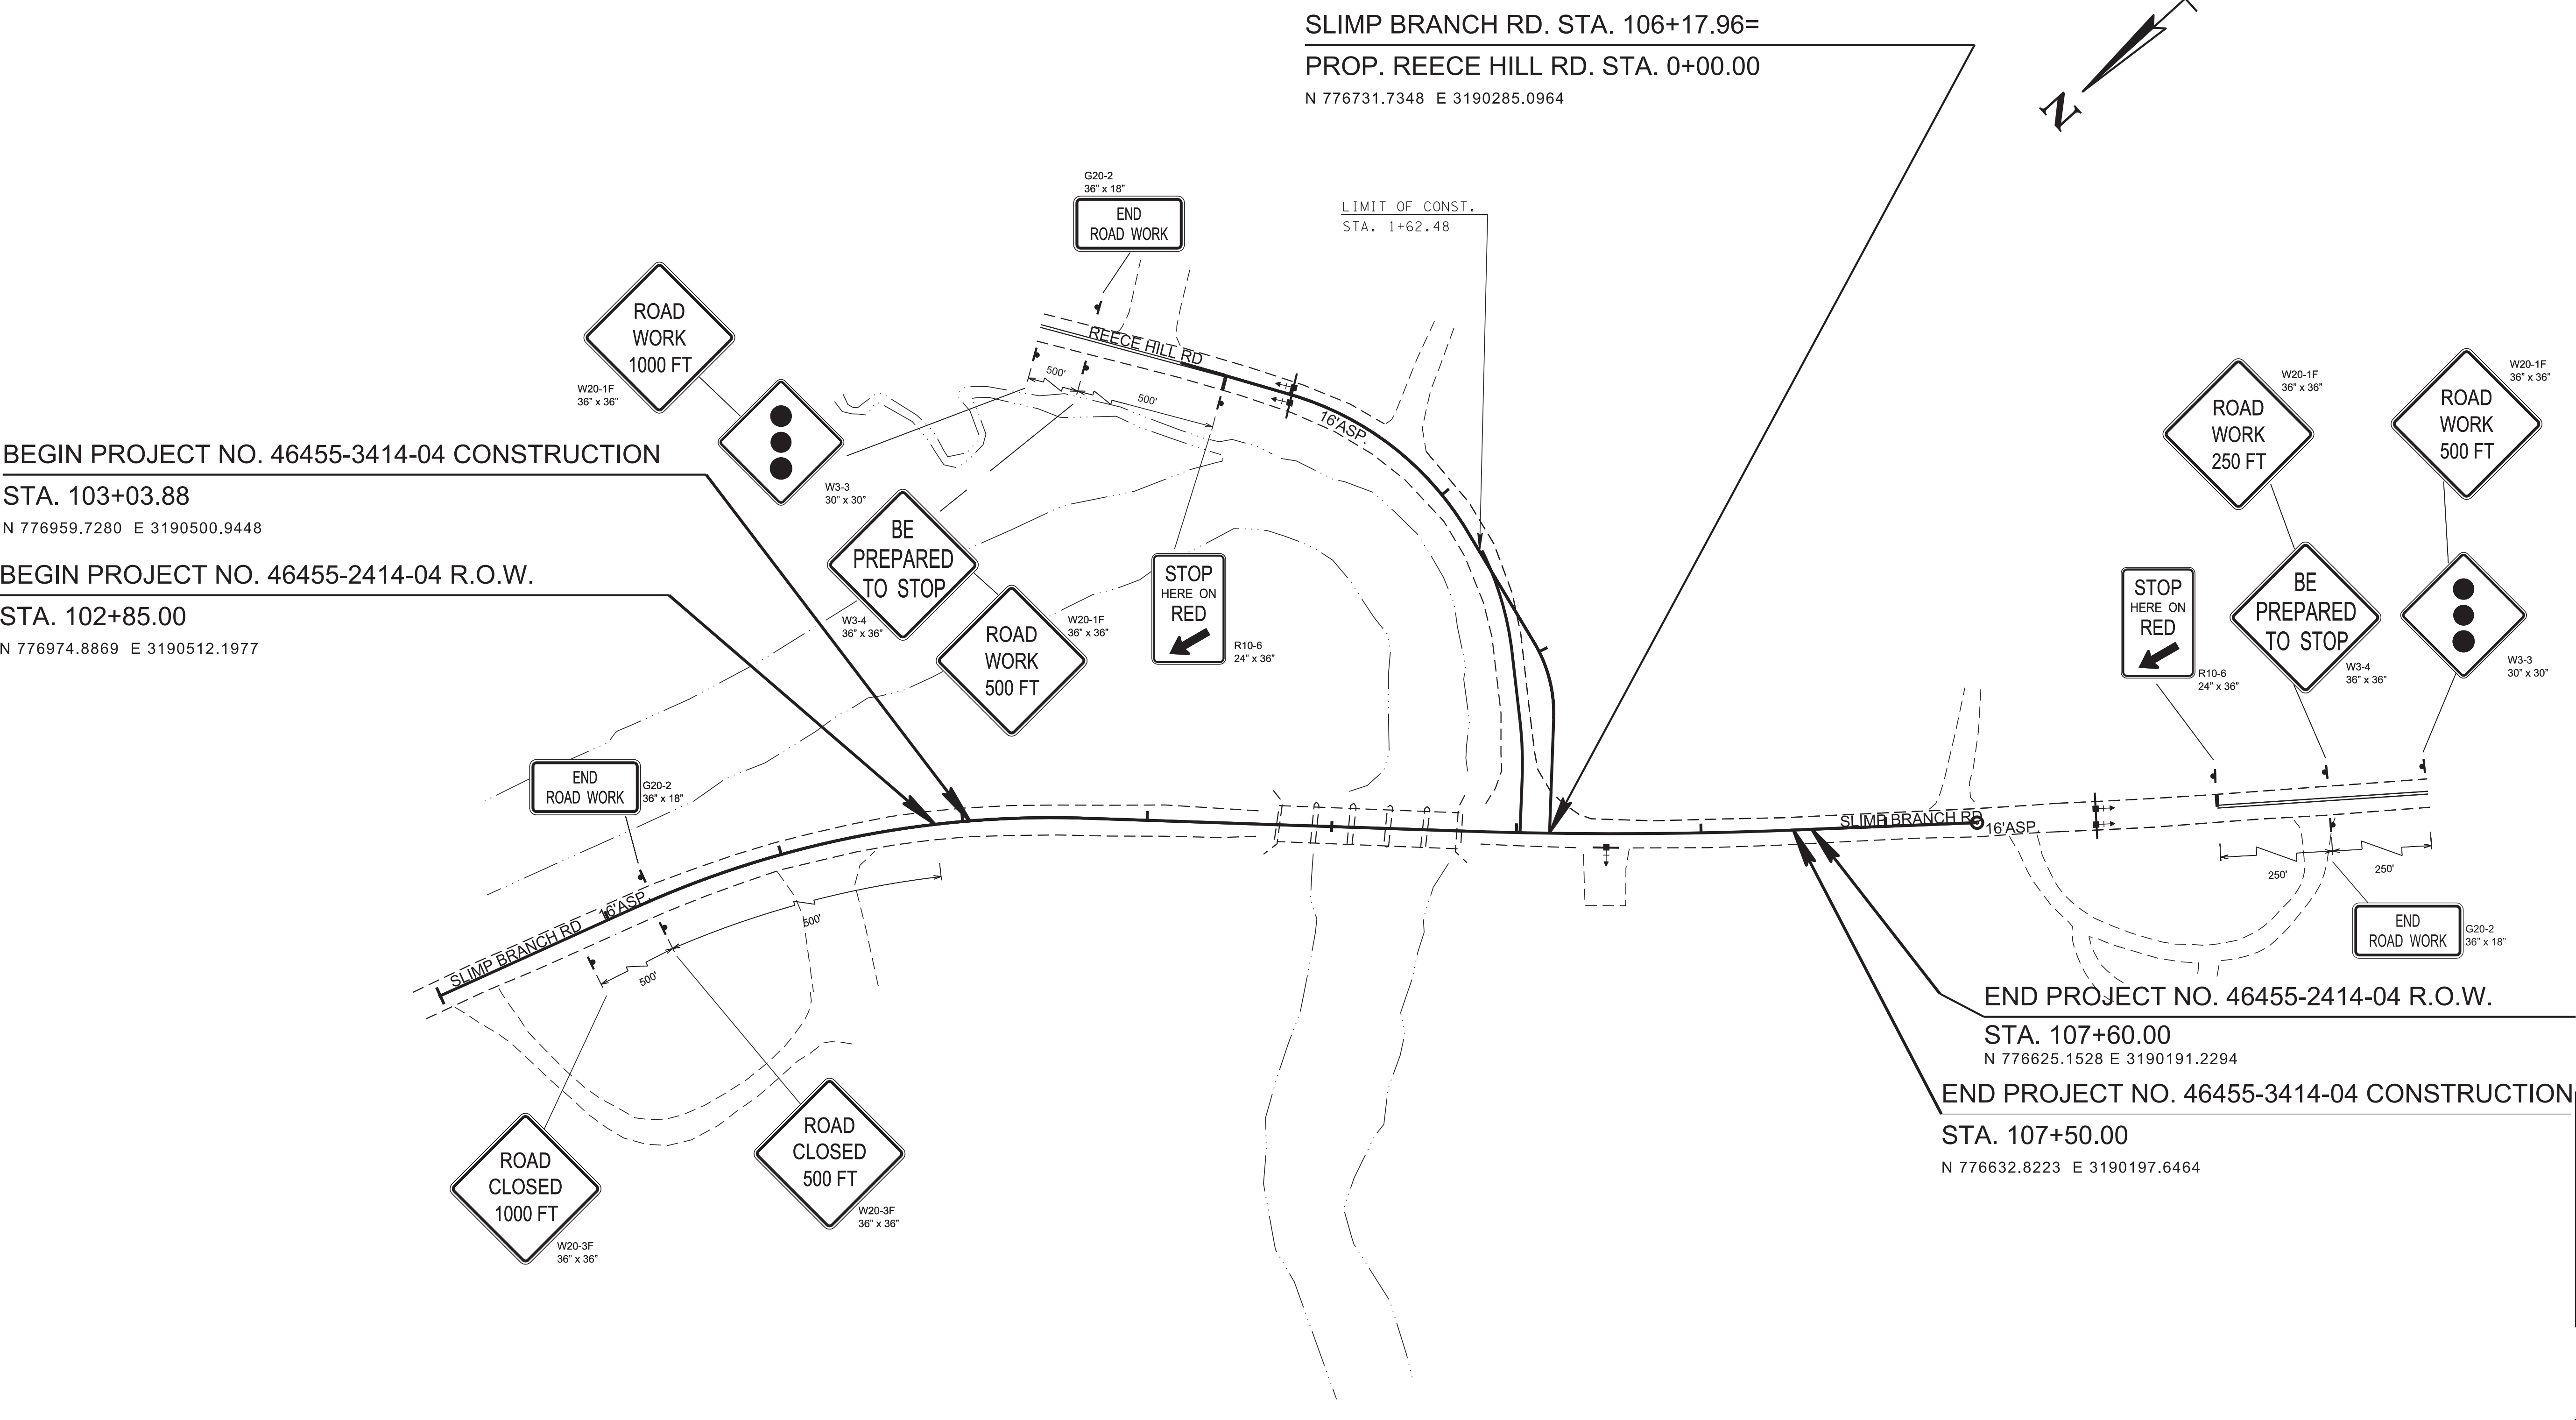 SLIMP BRANCH RD. STA. 106+17.96=
PROP. REECE HILL RD. STA. 0+00.00
N 776731.7348 E 3190285.0964
N
G20-2
36" x 18"
END
ROAD WORK
LIMIT OF CONST.
STA. 1+62.48
ROAD
WORK
1000 FT
W20-1F
36" x 36"
W3-3
30" x 30"
REECE HILL RD
500'
500'
16'ASP.
BEGIN PROJECT NO. 46455-3414-04 CONSTRUCTION
STA. 103+03.88
N 776959.7280 E 3190500.9448
BEGIN PROJECT NO. 46455-2414-04 R.O.W.
STA. 102+85.00
N 776974.8869 E 3190512.1977
BE
PREPARED
TO STOP
W3-4
36" x 36"
ROAD
WORK
500 FT
W20-1F
36" x 36"
STOP
HERE ON
RED
R10-6
24" x 36"
ROAD
WORK
250 FT
W20-1F
36" x 36"
ROAD
WORK
500 FT
W20-1F
36" x 36"
STOP
HERE ON
RED
R10-6
24" x 36"
BE
PREPARED
TO STOP
W3-4
36" x 36"
W3-3
30" x 30"
END
ROAD WORK
G20-2
36" x 18"
SLIMP BRANCH RD
16'ASP.
500'
500'
SLIMP BRANCH RD
16'ASP.
250'
250'
END
ROAD WORK
G20-2
36" x 18"
END PROJECT NO. 46455-2414-04 R.O.W.
STA. 107+60.00
N 776625.1528 E 3190191.2294
END PROJECT NO. 46455-3414-04 CONSTRUCTION
STA. 107+50.00
N 776632.8223 E 3190197.6464
ROAD
CLOSED
1000 FT
W20-3F
36" x 36"
ROAD
CLOSED
500 FT
W20-3F
36" x 36"